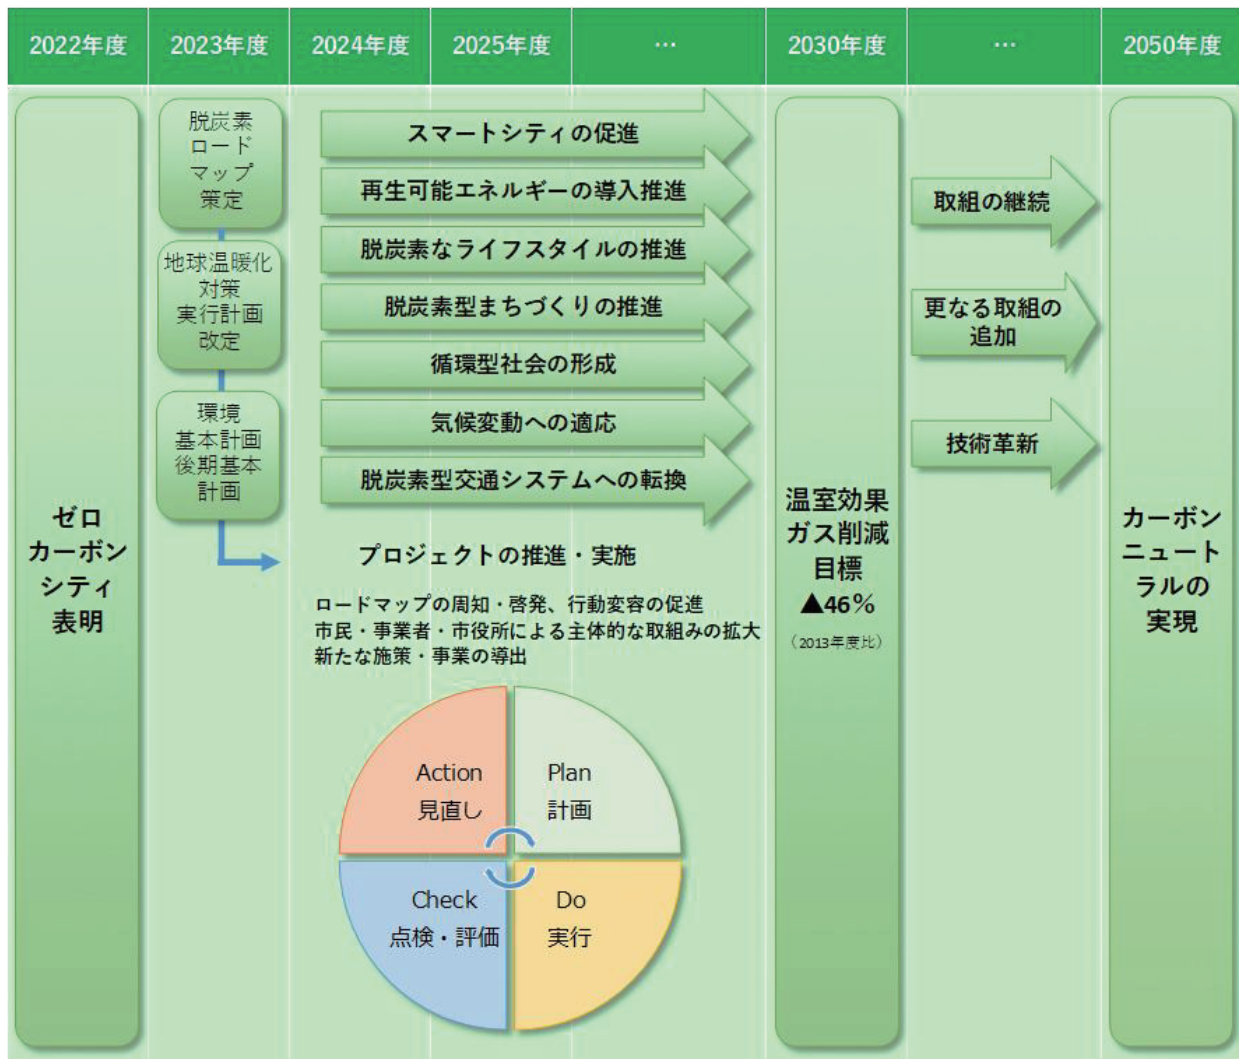 2022年度
2023年度
2024年度
2025年度
…
2030年度
…
2050年度
ゼロ
カーボン
シティ
表明
脱炭素
ロード
マップ
策定
地球温暖化
対策
実行計画
改定
環境
基本計画
後期基本
計画
スマートシティの促進
再生可能エネルギーの導入推進
脱炭素なライフスタイルの推進
脱炭素型まちづくりの推進
循環型社会の形成
気候変動への適応
脱炭素型交通システムへの転換
プロジェクトの推進・実施
ロードマップの周知・啓発、行動変容の促進
市民・事業者・市役所による主体的な取組みの拡大
新たな施策・事業の導出
Action
見直し
Plan
計画
Check
点検・評価
Do
実行
温室効果
ガス削減
目標
▲46%
（2013年度比）
取組の継続
更なる取組の
追加
技術革新
カーボン
ニュート
ラルの
実現